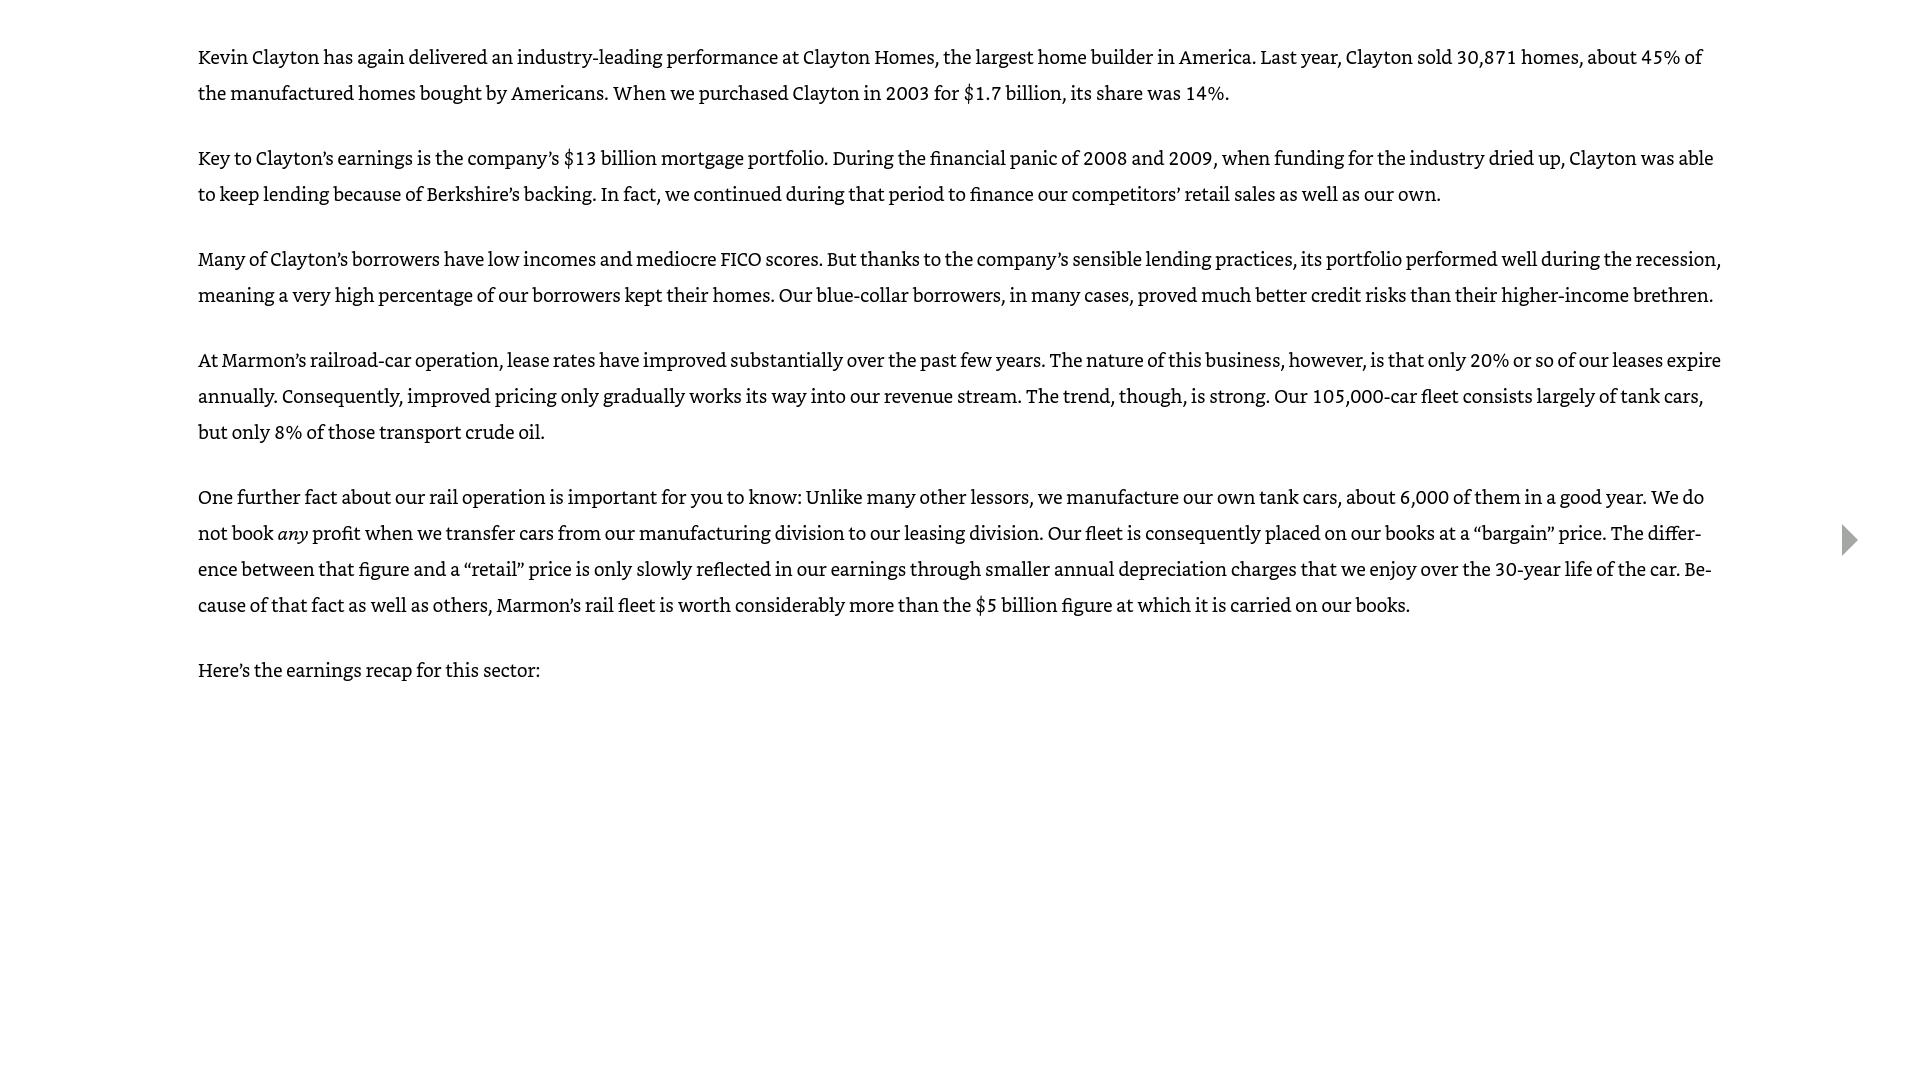 Kevin Clayton has again delivered an industry-leading performance at Clayton Homes, the largest home builder in America. Last year, Clayton sold 30,871 homes, about 45% of
the manufactured homes bought by Americans. When we purchased Clayton in 2003 for $1.7 billion, its share was 14%.
Key to Clayton’s earnings is the company’s $13 billion mortgage portfolio. During the financial panic of 2008 and 2009, when funding for the industry dried up, Clayton was able
to keep lending because of Berkshire’s backing. In fact, we continued during that period to finance our competitors’ retail sales as well as our own.
Many of Clayton’s borrowers have low incomes and mediocre FICO scores. But thanks to the company’s sensible lending practices, its portfolio performed well during the recession,
meaning a very high percentage of our borrowers kept their homes. Our blue-collar borrowers, in many cases, proved much better credit risks than their higher-income brethren.
At Marmon’s railroad-car operation, lease rates have improved substantially over the past few years. The nature of this business, however, is that only 20% or so of our leases expire
annually. Consequently, improved pricing only gradually works its way into our revenue stream. The trend, though, is strong. Our 105,000-car fleet consists largely of tank cars,
but only 8% of those transport crude oil.
One further fact about our rail operation is important for you to know: Unlike many other lessors, we manufacture our own tank cars, about 6,000 of them in a good year. We do
not book any profit when we transfer cars from our manufacturing division to our leasing division. Our fleet is consequently placed on our books at a “bargain” price. The differ-
ence between that figure and a “retail” price is only slowly reflected in our earnings through smaller annual depreciation charges that we enjoy over the 30-year life of the car. Be-
cause of that fact as well as others, Marmon’s rail fleet is worth considerably more than the $5 billion figure at which it is carried on our books.
Here’s the earnings recap for this sector: